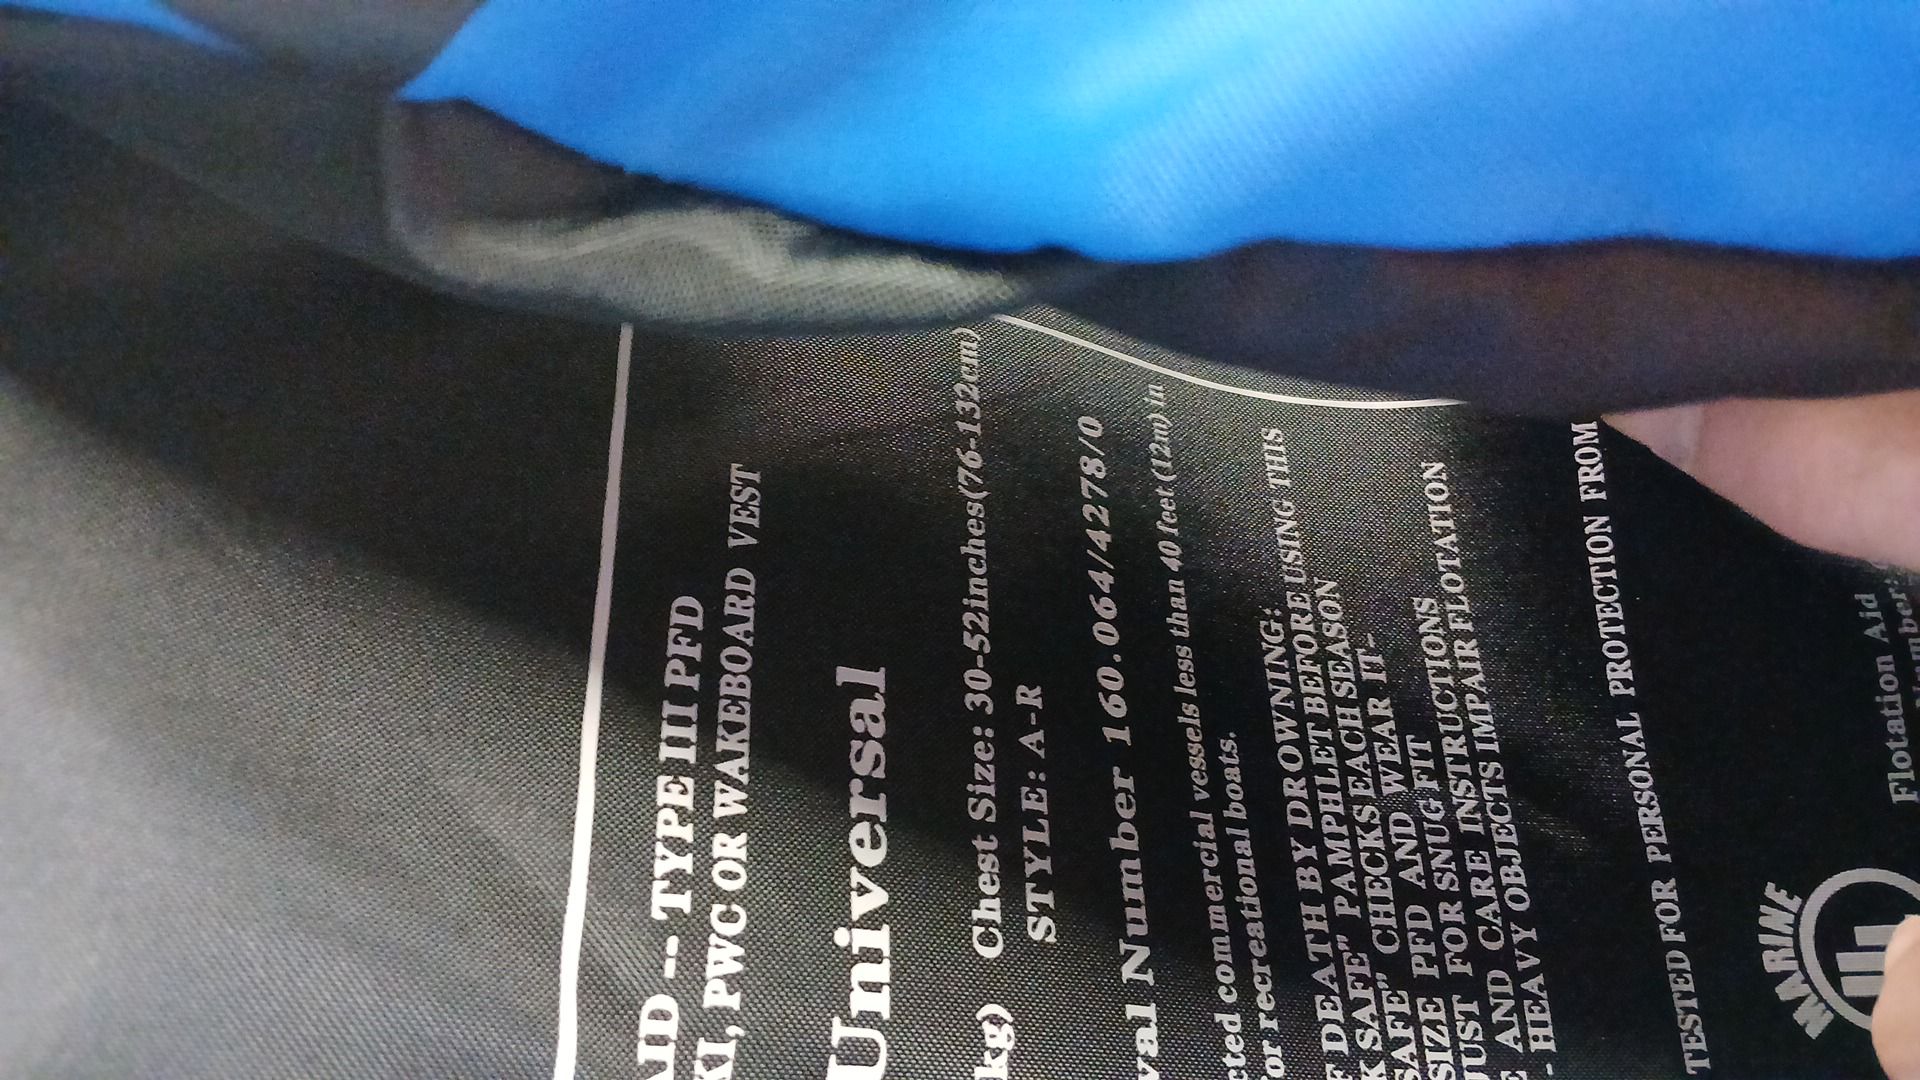 AID -- TYPE III PFD
KI, PWC OR WAKEBOARD VEST
Universal
kg) Chest Size: 30-52inches(76-132cm)
STYLE: A-R
val Number 160.064/4278/0
cted commercial vessels less than 40 feet (12m) in
or recreational boats.
F DEATH BY DROWNING:
K SAFE" PAMPHLET BEFORE USING THIS
SAFE" CHECKS EACH SEASON
SIZE PFD AND WEAR IT-
JUST FOR SNUG FIT
E AND CARE INSTRUCTIONS
- HEAVY OBJECTS IMPAIR FLOTATION
TESTED FOR PERSONAL PROTECTION FROM
MARINE
Flotation Aid